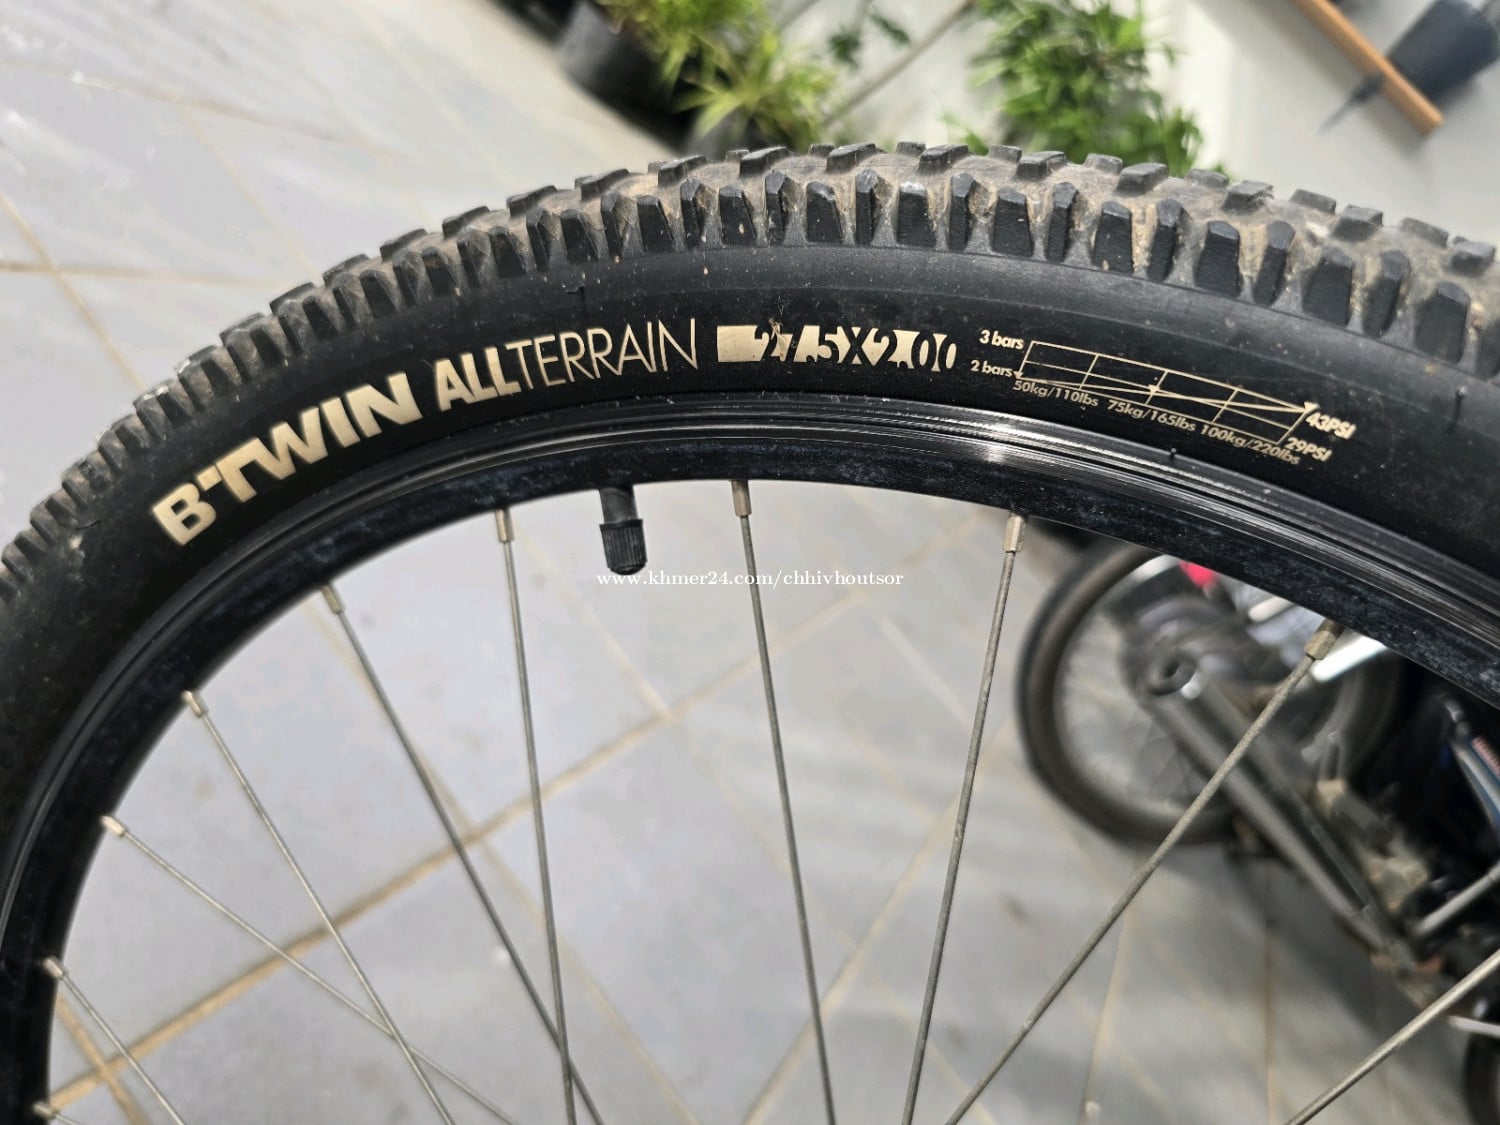 B'TWIN ALLTERRAIN 27.5X2.00
3 bars
2 bars
50kg/110lbs 75kg/165lbs 100kg/220lbs
43PSI
29PSI
www.khmer24.com/chhivhoutsor